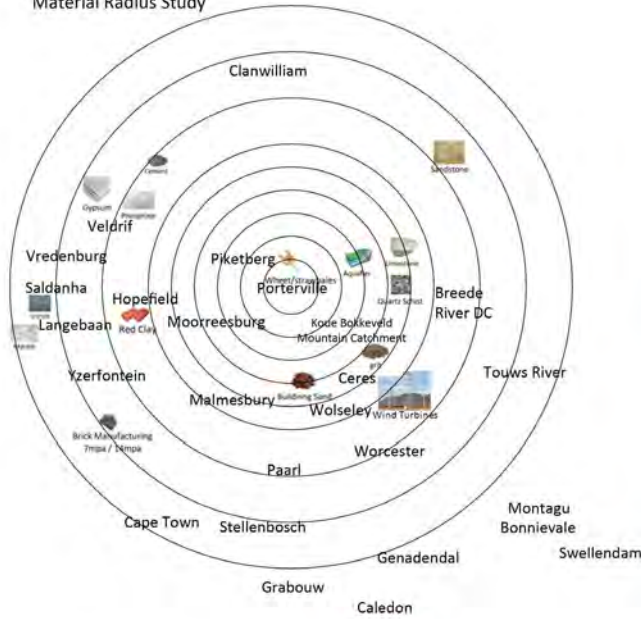 Material Radius Study
Clanwilliam
Cement
Sandstone
Gypsum
Phosphate
Veldrif
Vredenburg
Piketberg
Aquafer
Limestone
Wheet/straw bales
Saldanha
Porterville
Quartz Schist
Hopefield
Breede
River DC
Langebaan
Red Clay
Moorreesburg
Koue Bokkeveld
Mountain Catchment
Yzerfontein
Ceres
Touws River
Malmesbury
Building Sand
Wolseley
Wind Turbines
Brick Manufacturing
7mpa / 14mpa
Worcester
Paarl
Cape Town
Stellenbosch
Montagu
Bonnievale
Genadendal
Swellendam
Grabouw
Caledon